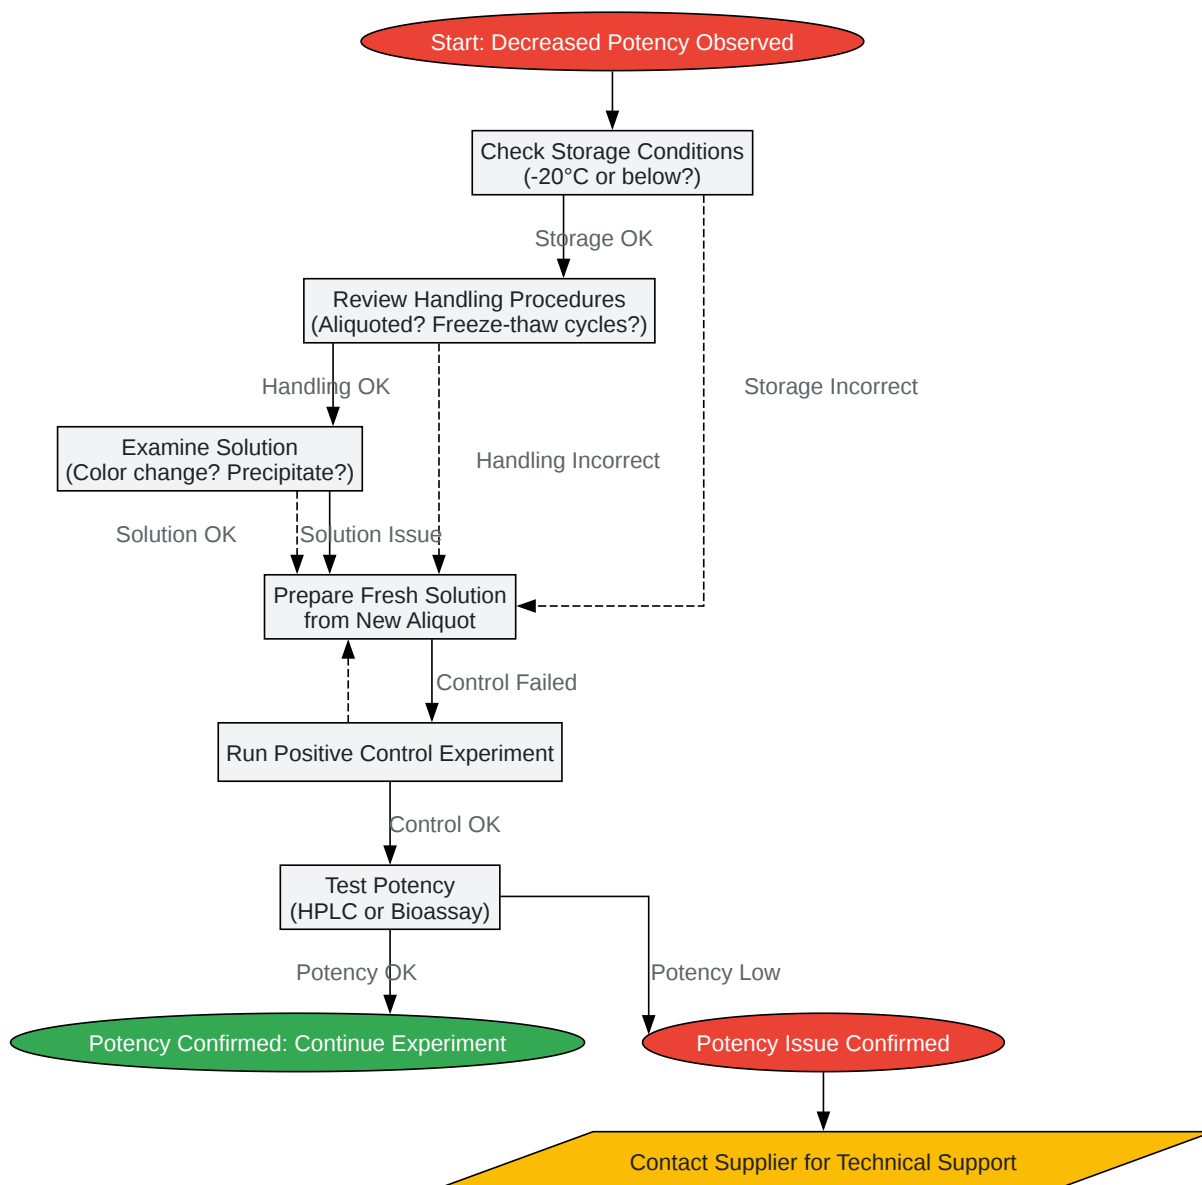 Start: Decreased Potency Observed
Check Storage Conditions
(-20°C or below?)
Storage OK
Review Handling Procedures
(Aliquoted? Freeze-thaw cycles?)
Handling OK
Storage Incorrect
Examine Solution
(Color change? Precipitate?)
Handling Incorrect
Solution OK
Solution Issue
Prepare Fresh Solution
from New Aliquot
Control Failed
Run Positive Control Experiment
Control OK
Test Potency
(HPLC or Bioassay)
Potency OK
Potency Low
Potency Confirmed: Continue Experiment
Potency Issue Confirmed
Contact Supplier for Technical Support